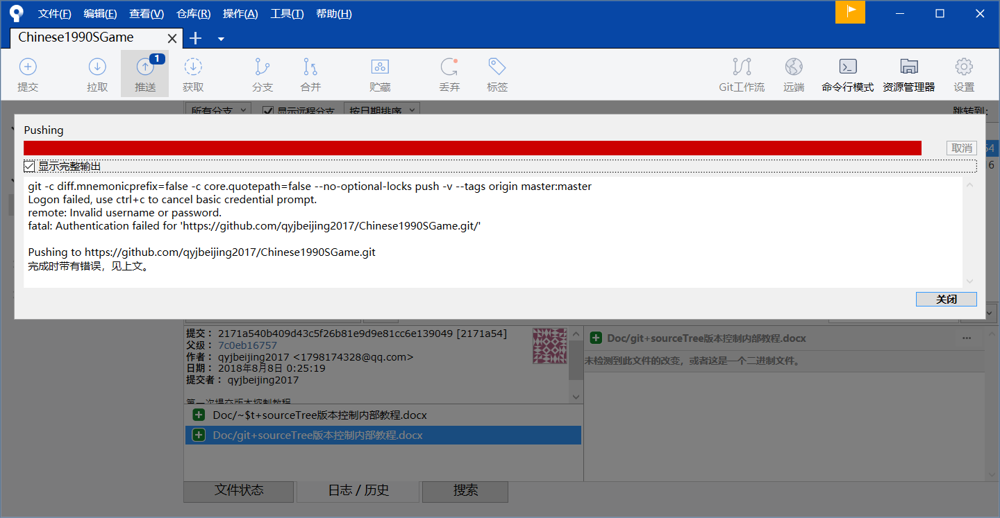 文件(F) 编辑(E) 查看(V) 仓库(R) 操作(A) 工具(T) 帮助(H)
Chinese1990SGame
1
提交 拉取 推送 获取 分支 合并 贮藏 丢弃 标签 Git工作流 远端 命令行模式 资源管理器 设置
所有分支 显示远程分支 按日期排序 跳转到:
Pushing
取消
显示完整输出
git -c diff.mnemonicprefix=false -c core.quotepath=false --no-optional-locks push -v --tags origin master:master
Logon failed, use ctrl+c to cancel basic credential prompt.
remote: Invalid username or password.
fatal: Authentication failed for 'https://github.com/qyjbeijing2017/Chinese1990SGame.git/'
Pushing to https://github.com/qyjbeijing2017/Chinese1990SGame.git
完成时带有错误，见上文。
关闭
提交： 2171a540b409d43c5f26b81e9d9e81cc6e139049 [2171a54]
父级： 7c0eb16757
作者： qyjbeijing2017 <1798174328@qq.com>
日期： 2018年8月8日 0:25:19
提交者： qyjbeijing2017
第一次提交版本控制教程
Doc/~$t+sourceTree版本控制内部教程.docx
Doc/git+sourceTree版本控制内部教程.docx
Doc/git+sourceTree版本控制内部教程.docx
未检测到此文件的改变，或者这是一个二进制文件。
文件状态 日志 / 历史 搜索